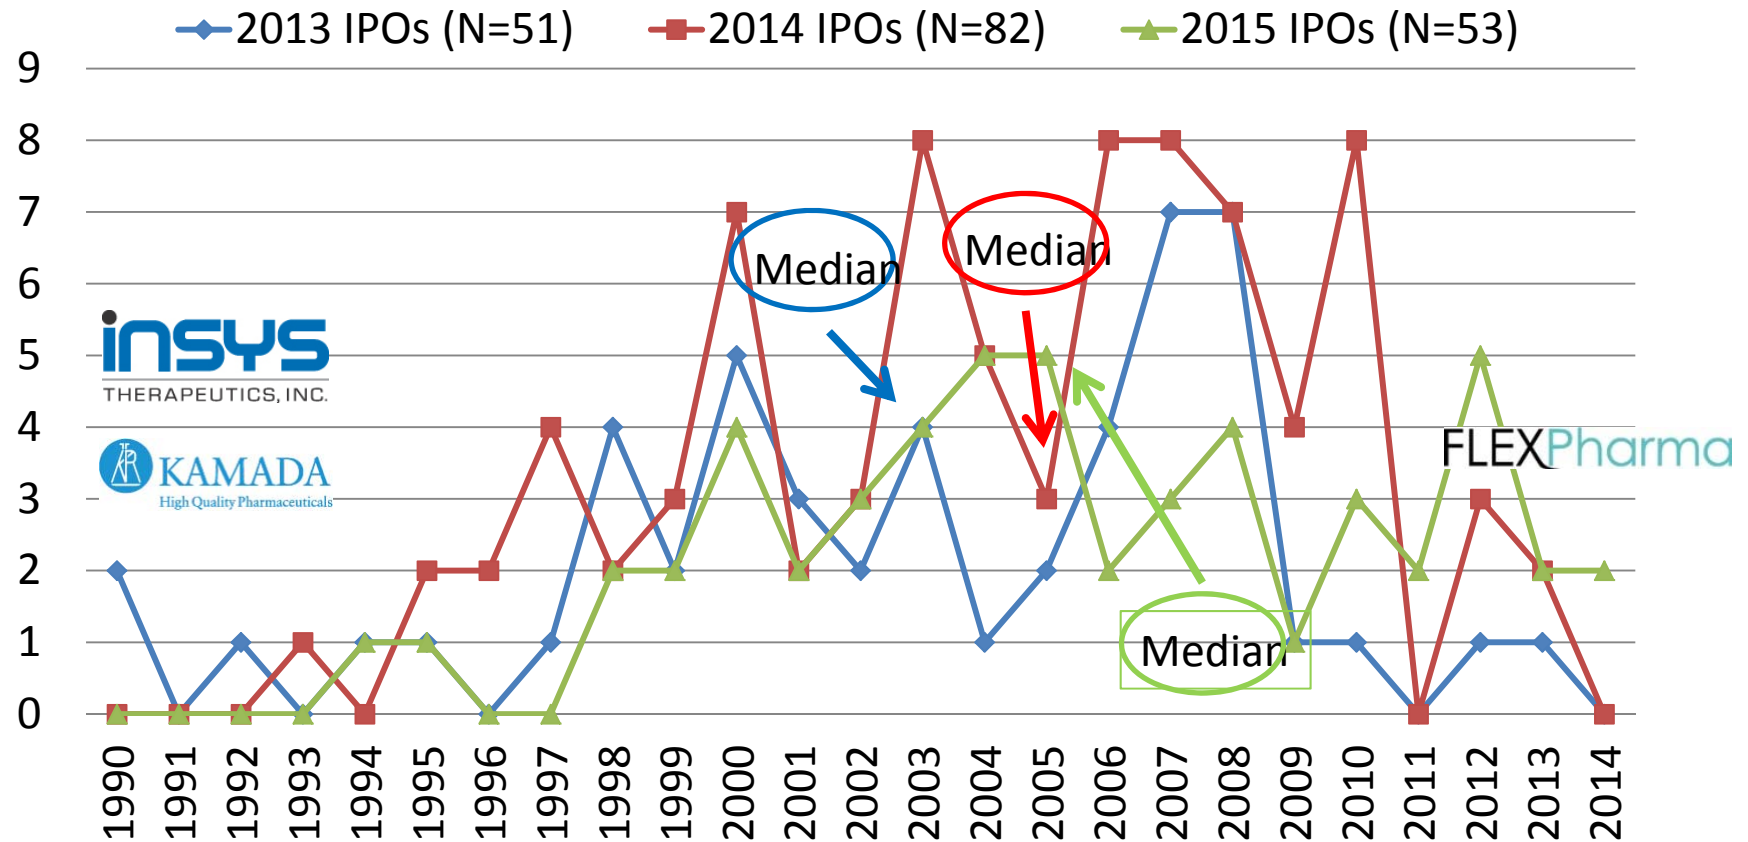 2013 IPOs (N=51) 2014 IPOs (N=82) 2015 IPOs (N=53)
9
8
7
6
5
4
3
2
1
0
Median
Median
Median
insys
THERAPEUTICS, INC.
KAMADA
High Quality Pharmaceuticals
FLEXPharma
1990 1991 1992 1993 1994 1995 1996 1997 1998 1999 2000 2001 2002 2003 2004 2005 2006 2007 2008 2009 2010 2011 2012 2013 2014